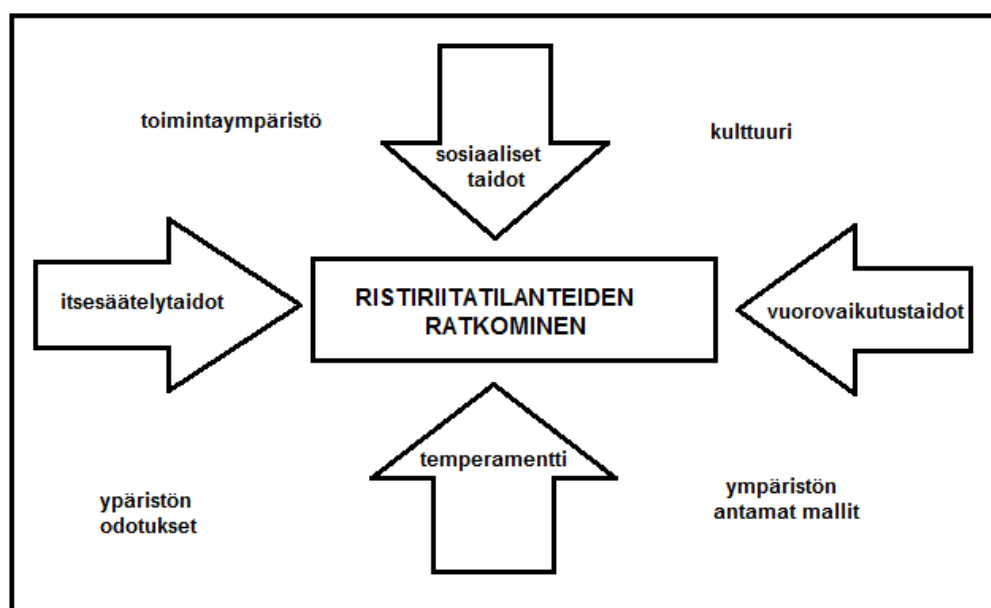 toimintaympäristö
sosiaaliset
taidot
kulttuuri
itsesäätelytaidot
RISTIRIITATILANTEIDEN
RATKOMINEN
vuorovaikutustaidot
temperamentti
ypäristön
odotukset
ympäristön
antamat mallit